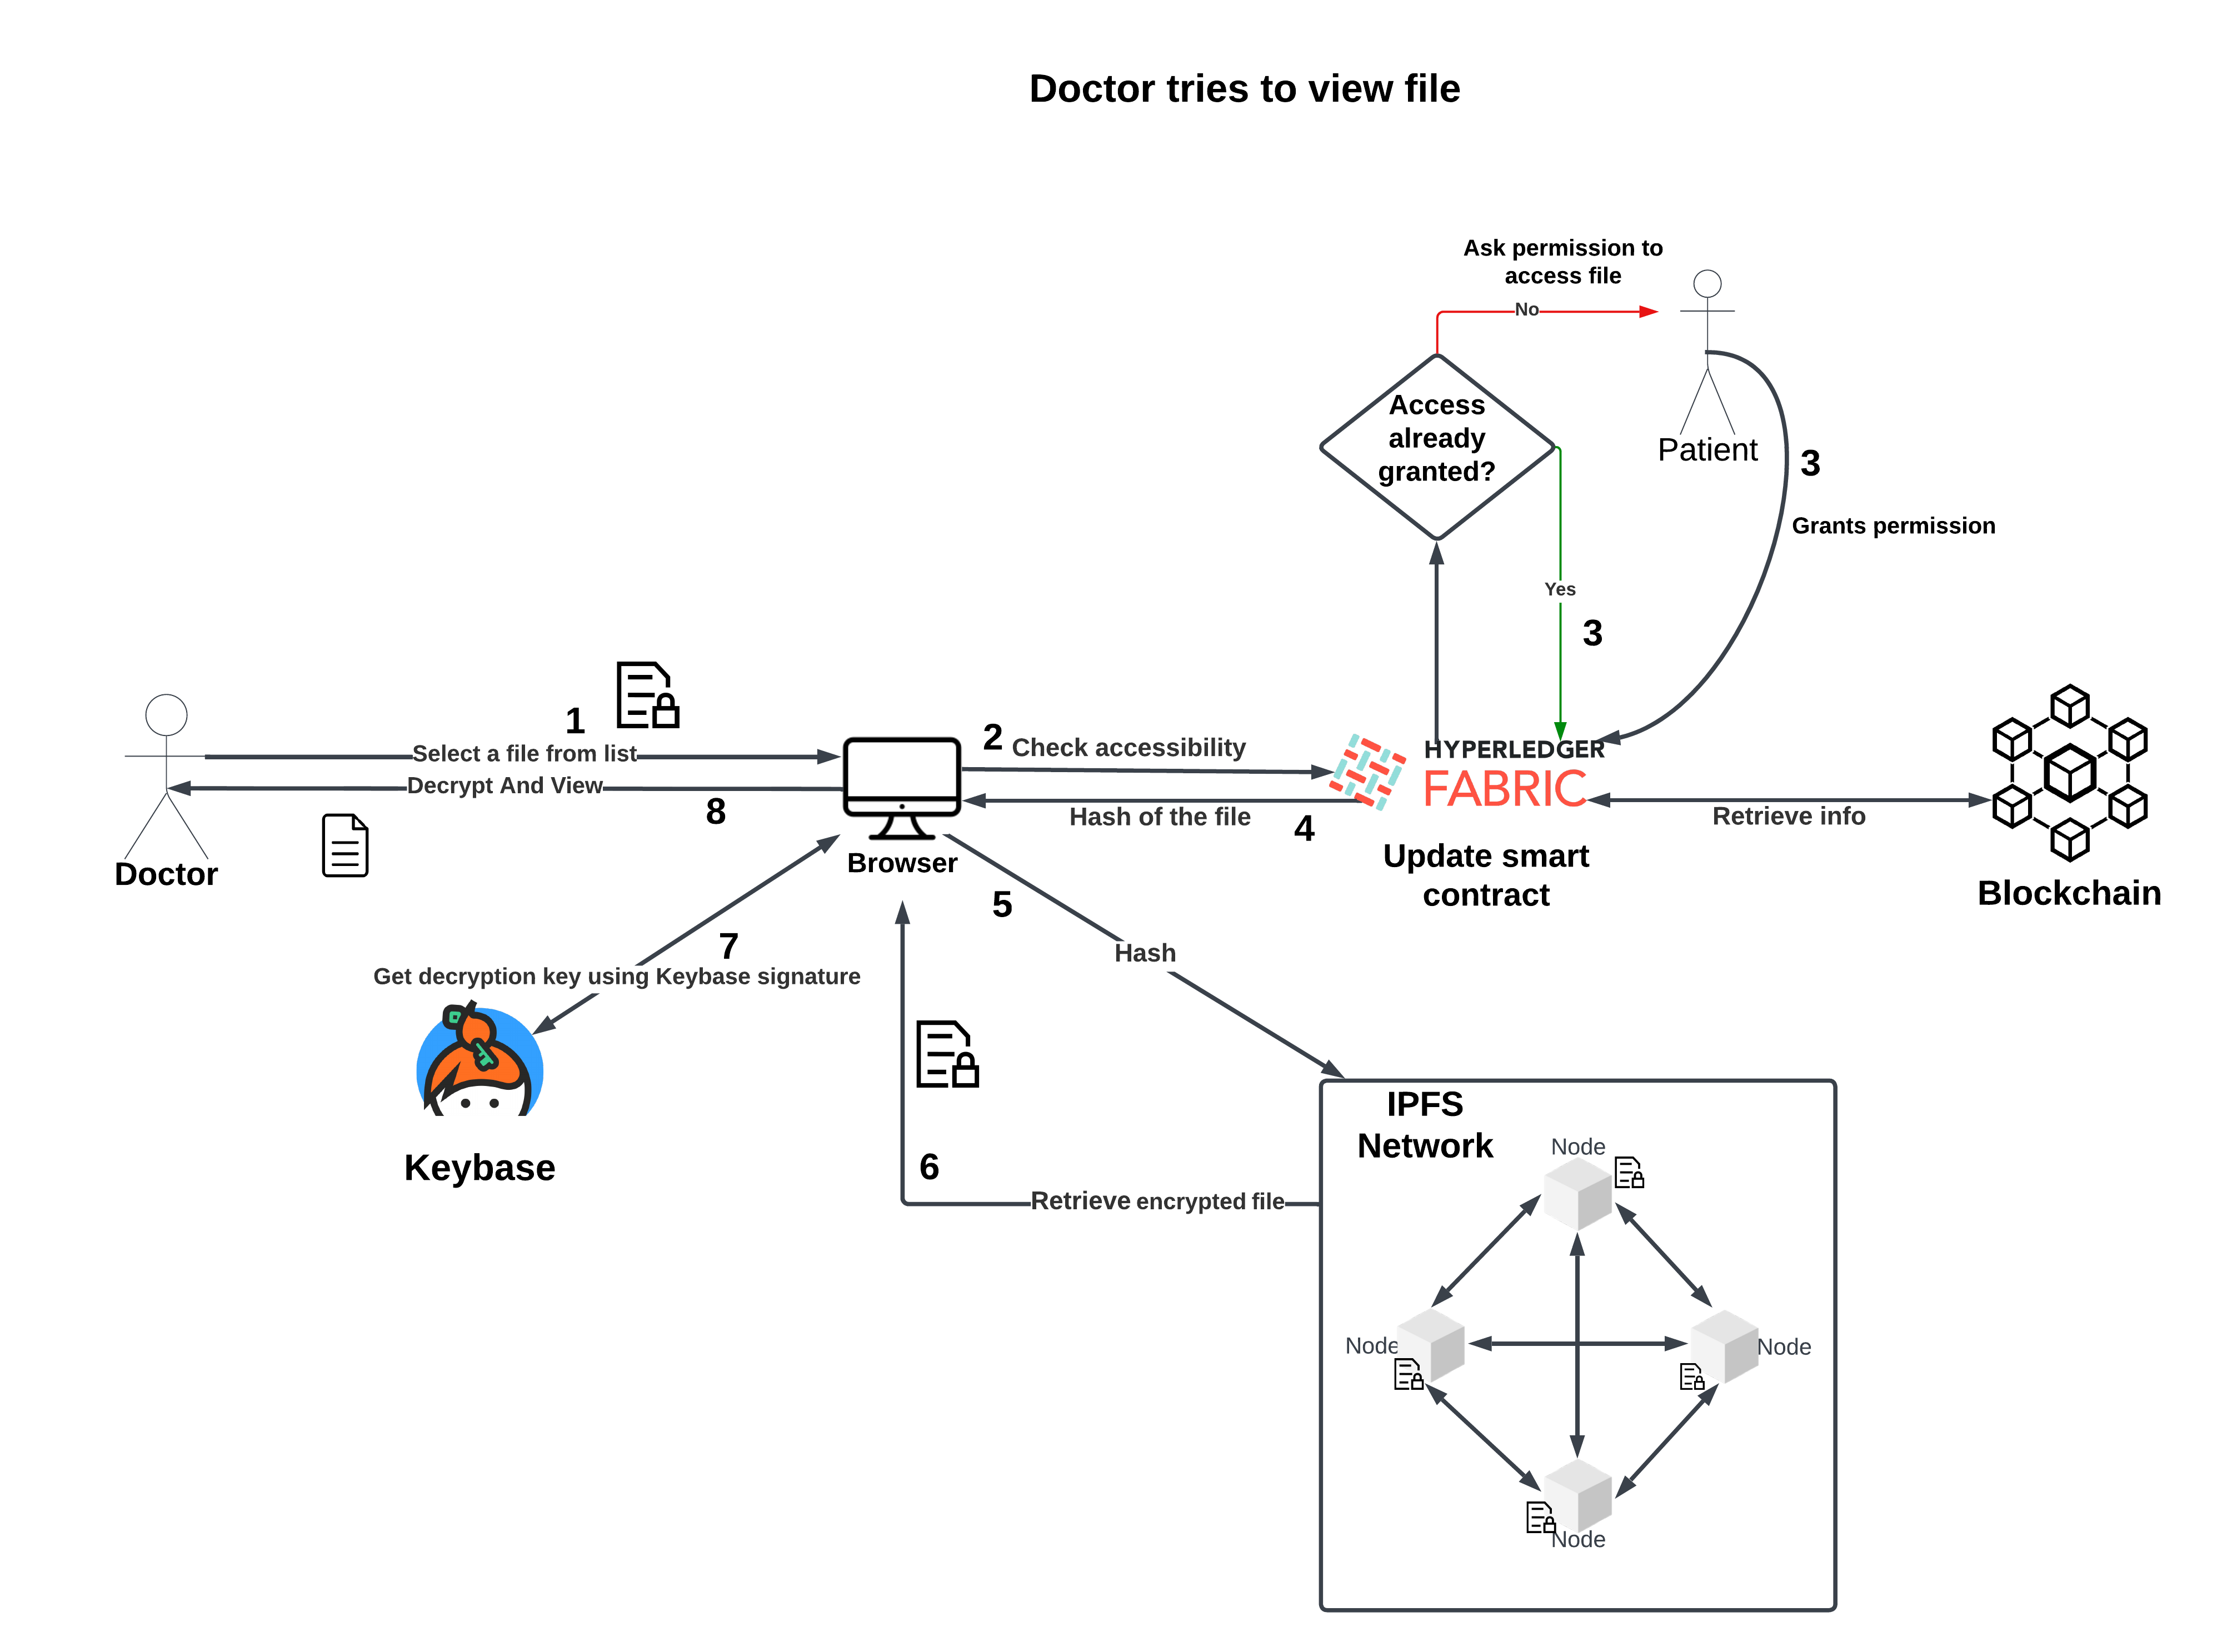 Doctor tries to view file
Ask permission to
access file
No
Access
already
granted?
Patient
3
Grants permission
Yes
3
1
Select a file from list
Decrypt And View
8
Doctor
2
Check accessibility
Hash of the file
4
Browser
HYPERLEDGER
FABRIC
Update smart
contract
Retrieve info
Blockchain
5
Hash
7
Get decryption key using Keybase signature
Keybase
6
Retrieve encrypted file
IPFS
Network
Node
Node
Node
Node